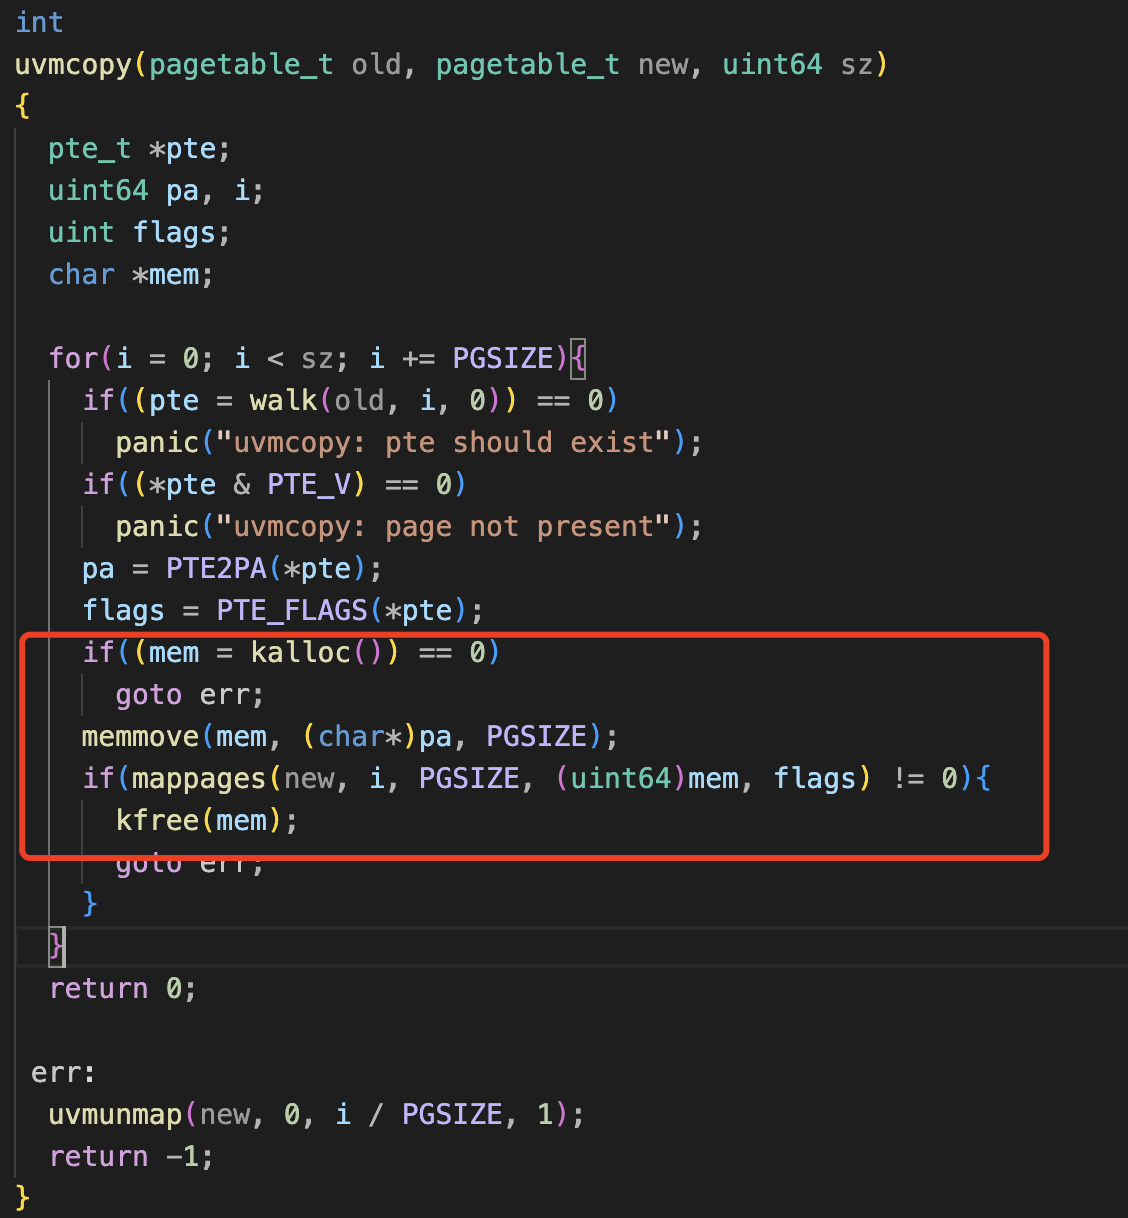 int
uvmcopy(pagetable_t old, pagetable_t new, uint64 sz)
{
  pte_t *pte;
  uint64 pa, i;
  uint flags;
  char *mem;

  for(i = 0; i < sz; i += PGSIZE){
    if((pte = walk(old, i, 0)) == 0)
      panic("uvmcopy: pte should exist");
    if((*pte & PTE_V) == 0)
      panic("uvmcopy: page not present");
    pa = PTE2PA(*pte);
    flags = PTE_FLAGS(*pte);
    if((mem = kalloc()) == 0)
      goto err;
    memmove(mem, (char*)pa, PGSIZE);
    if(mappages(new, i, PGSIZE, (uint64)mem, flags) != 0){
      kfree(mem);
      goto err;
    }
  }
  return 0;

 err:
  uvmunmap(new, 0, i / PGSIZE, 1);
  return -1;
}